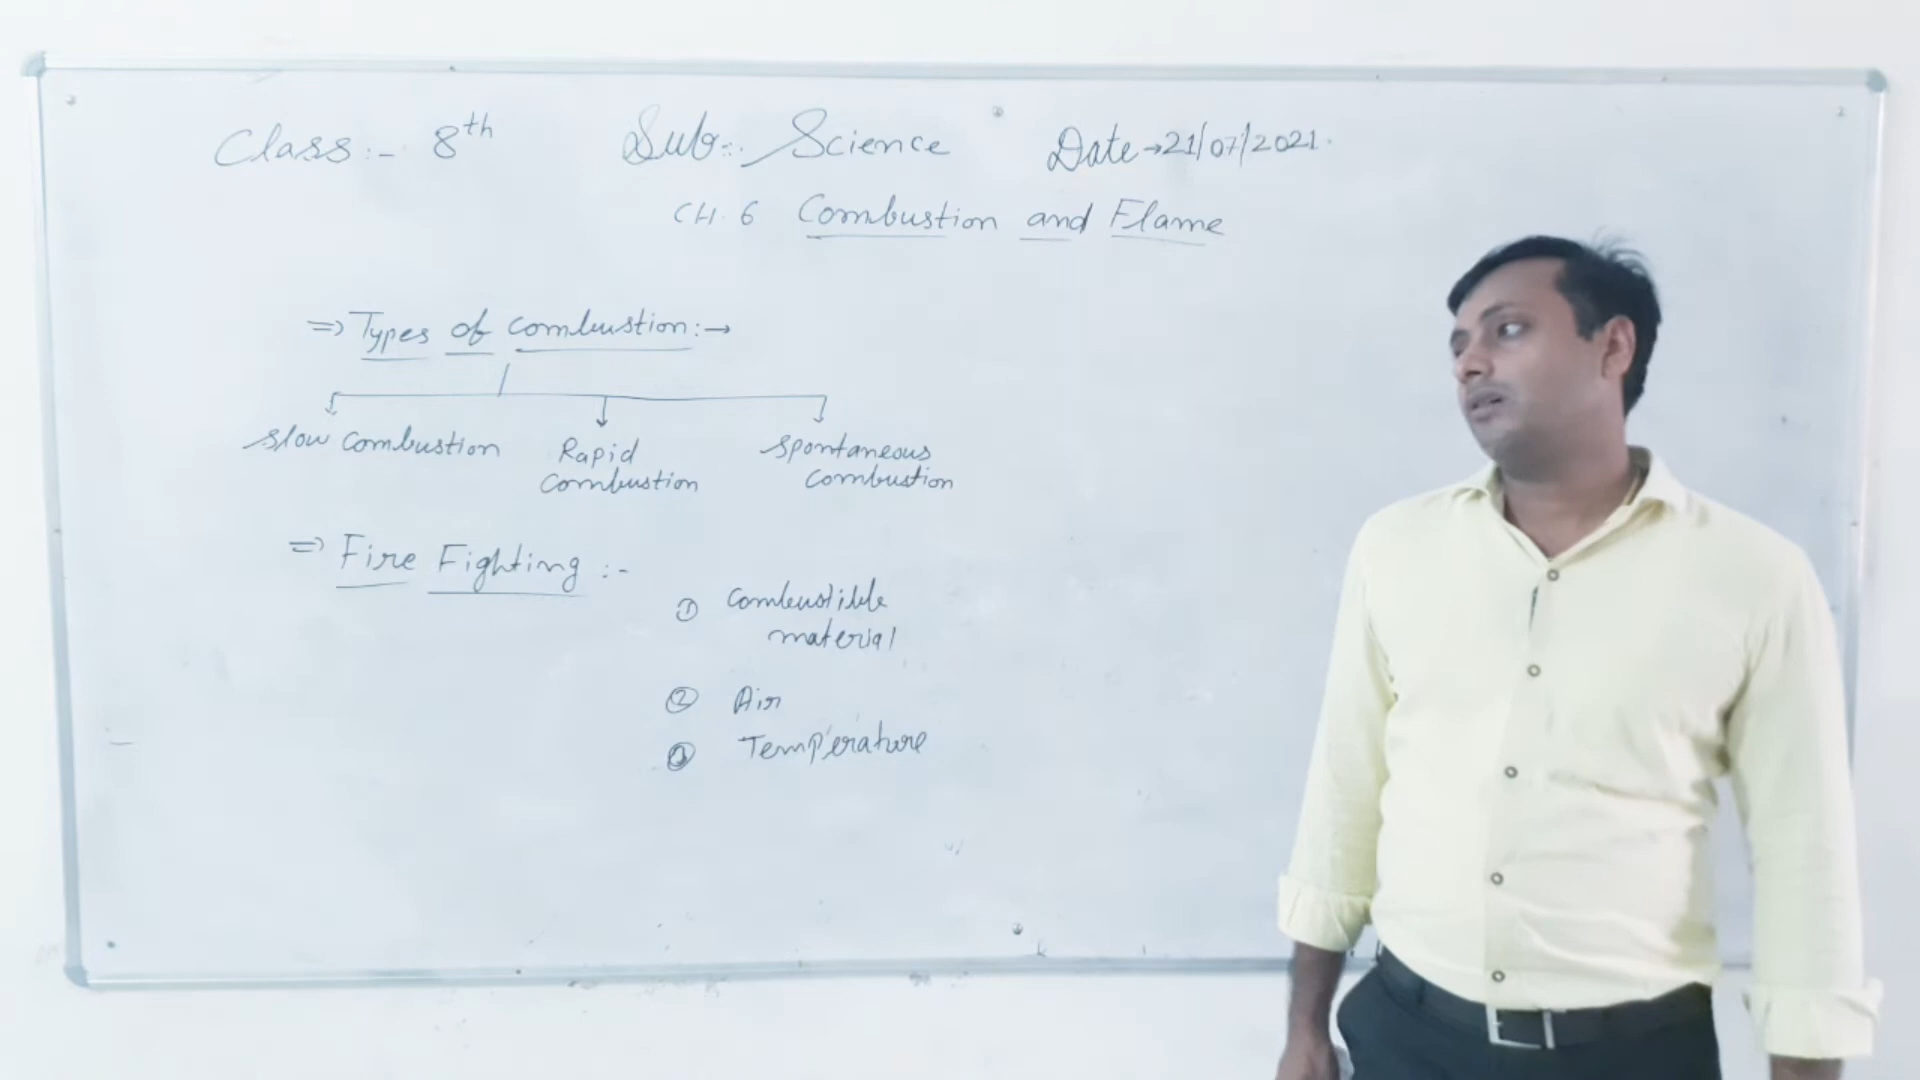 Class:- 8th Sub:- Science Date→21/07/2021.
CH. 6 Combustion and Flame
⇒ Types of combustion:→
Slow Combustion Rapid Combustion Spontaneous Combustion
⇒ Fire Fighting :-
① Combustible
material
② Air
③ Temperature